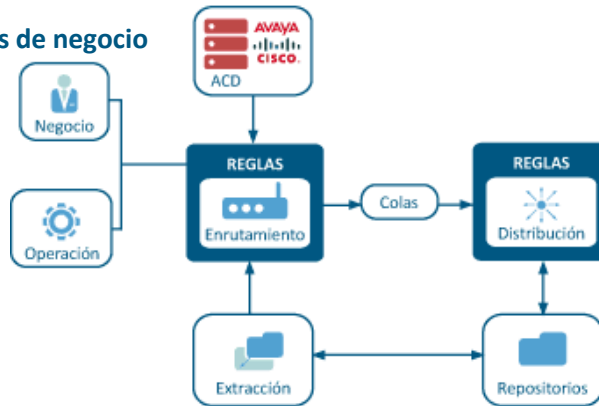 s de negocio
AVAYA
CISCO.
ACD
Negocio
REGLAS
Enrutamiento
Colas
REGLAS
Distribución
Operación
Extracción
Repositorios